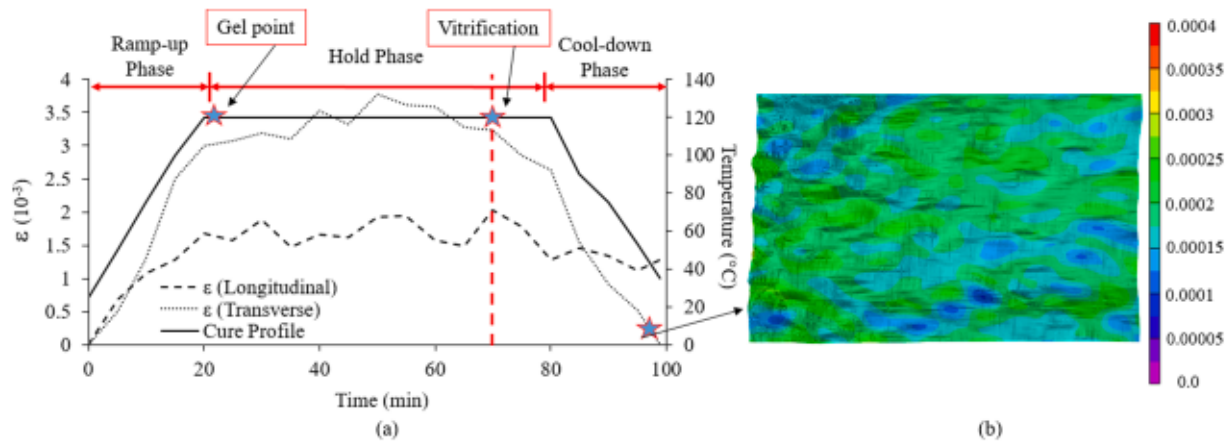 Gel point
Vitrification
Ramp-up
Phase
Hold Phase
Cool-down
Phase
4
3.5
3
2.5
2
1.5
1
0.5
0
ε (10⁻³)
140
120
100
80
60
40
20
0
Temperature (°C)
ε (Longitudinal)
ε (Transverse)
Cure Profile
0 20 40 60 80 100
Time (min)
(a)
0.0004
0.00035
0.0003
0.00025
0.0002
0.00015
0.0001
0.00005
0.0
(b)